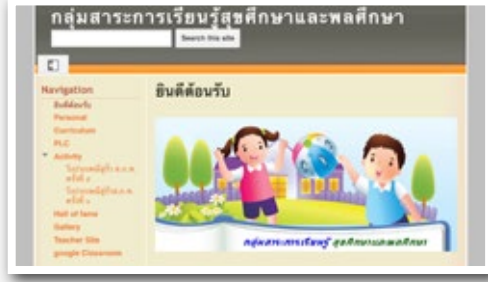 กลุ่มสาระการเรียนรู้สุขศึกษาและพลศึกษา
Search this site
Navigation
ยินดีต้อนรับ
Personal
Curriculum
PLC
Activity
Hall of fame
Gallery
Teacher Site
google Classroom
ยินดีต้อนรับ
กลุ่มสาระการเรียนรู้ สุขศึกษาและพลศึกษา